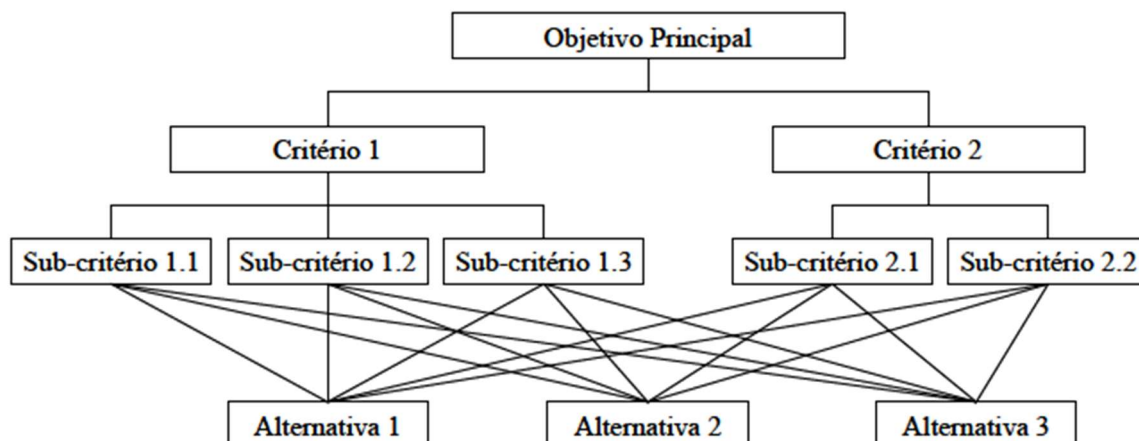 Objetivo Principal
Critério 1
Critério 2
Sub-critério 1.1
Sub-critério 1.2
Sub-critério 1.3
Sub-critério 2.1
Sub-critério 2.2
Alternativa 1
Alternativa 2
Alternativa 3